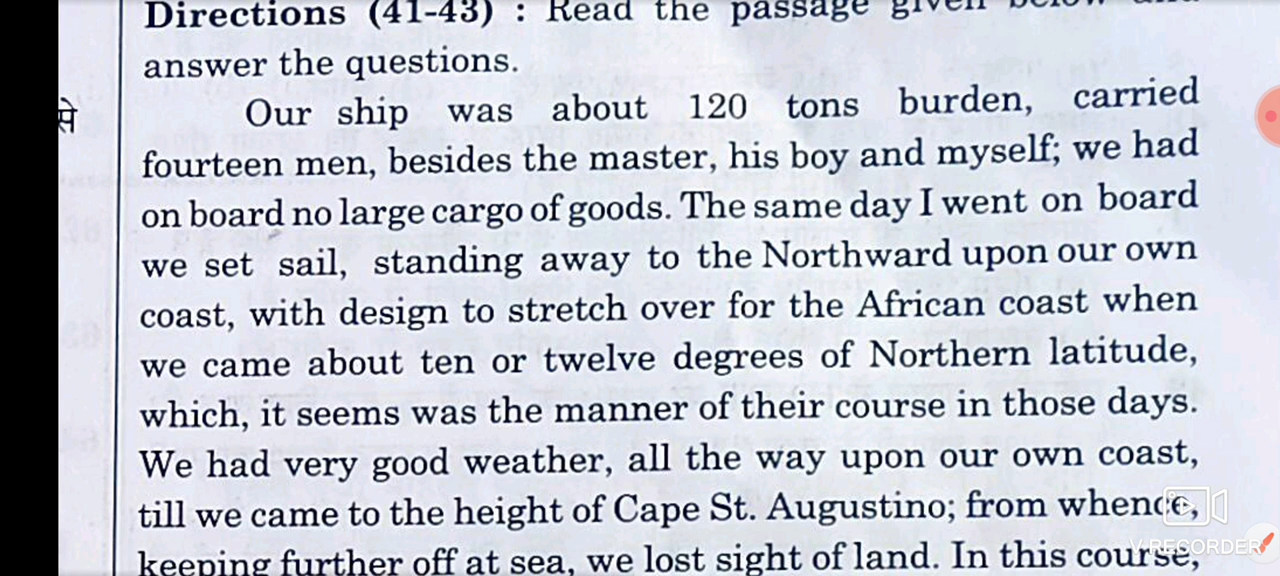 Directions (41-43) : Read the passage given below and
answer the questions.
से
Our ship was about 120 tons burden, carried
fourteen men, besides the master, his boy and myself; we had
on board no large cargo of goods. The same day I went on board
we set sail, standing away to the Northward upon our own
coast, with design to stretch over for the African coast when
we came about ten or twelve degrees of Northern latitude,
which, it seems was the manner of their course in those days.
We had very good weather, all the way upon our own coast,
till we came to the height of Cape St. Augustino; from whence,
keeping further off at sea, we lost sight of land. In this course,
V-RECORDER